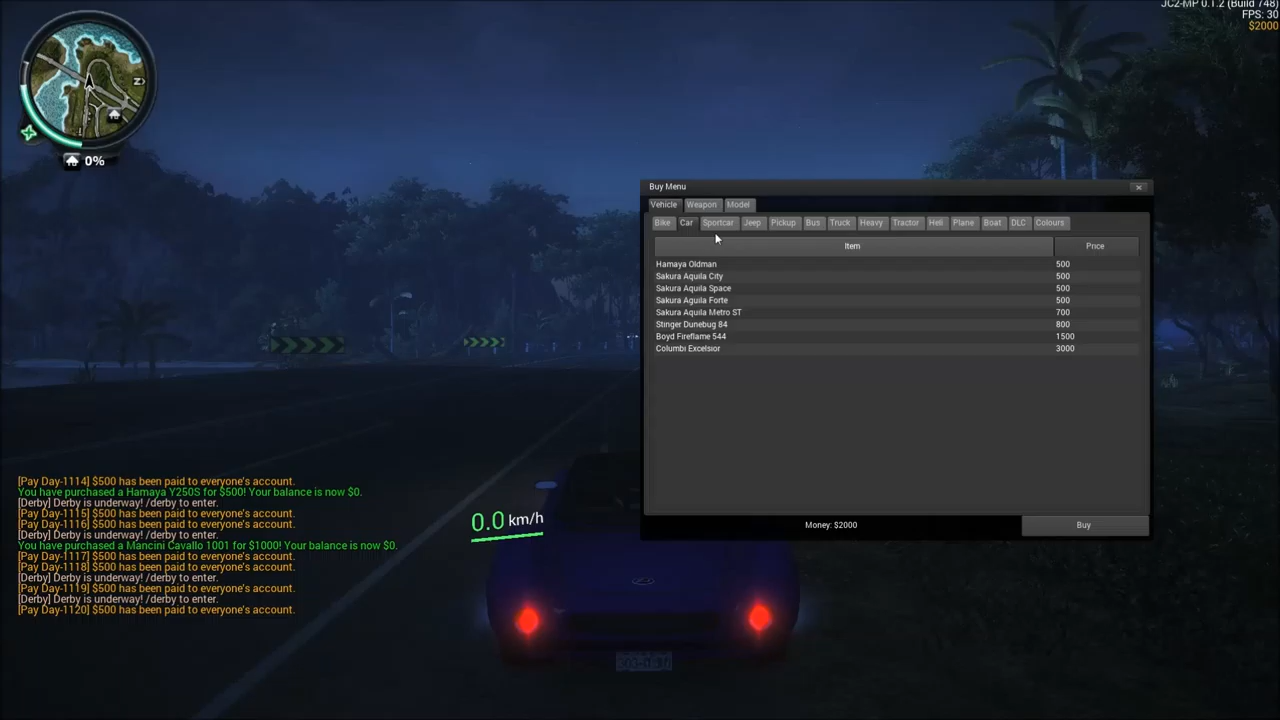 JC2-MP 0.1.2 (Build 748)
FPS: 30
$2000
Z
0%
Buy Menu
Vehicle Weapon Model
Bike Car Sportcar Jeep Pickup Bus Truck Heavy Tractor Heli Plane Boat DLC Colours
Item Price
Hamaya Oldman 500
Sakura Aquila City 500
Sakura Aquila Space 500
Sakura Aguila Forte 500
Sakura Aquila Metro ST 700
Stinger Dunebug 84 800
Boyd Fireflame 544 1500
Columbi Excelsior 3000
Money: $2000 Buy
[Pay Day-1114] $500 has been paid to everyone's account.
You have purchased a Hamaya Y250S for $500! Your balance is now $0.
[Derby] Derby is underway! /derby to enter.
[Pay Day-1115] $500 has been paid to everyone's account.
[Pay Day-1116] $500 has been paid to everyone's account.
[Derby] Derby is underway! /derby to enter.
You have purchased a Mancini Cavallo 1001 for $1000! Your balance is now $0.
[Pay Day-1117] $500 has been paid to everyone's account.
[Pay Day-1118] $500 has been paid to everyone's account.
[Derby] Derby is underway! /derby to enter.
[Pay Day-1119] $500 has been paid to everyone's account.
[Derby] Derby is underway! /derby to enter.
[Pay Day-1120] $500 has been paid to everyone's account.
0.0 km/h